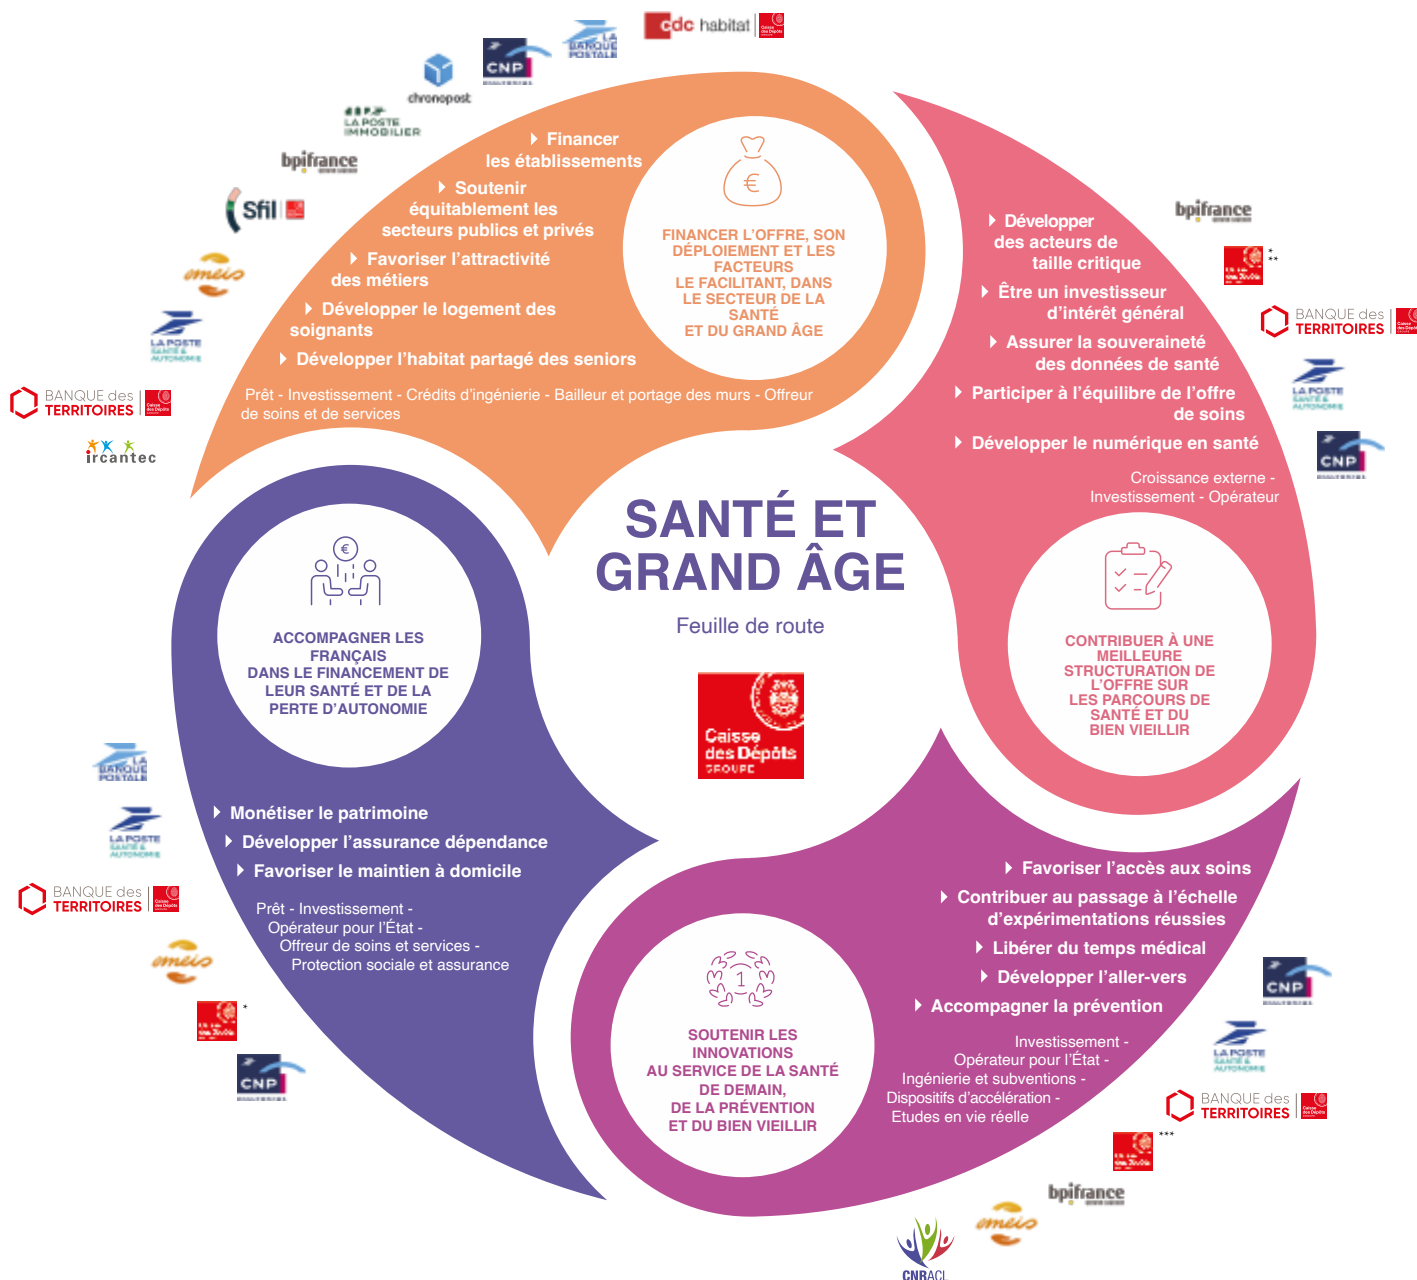 cdc habitat
LA
BANQUE
POSTALE
CNP
chronopost
LA POSTE
IMMOBILIER
bpifrance
Sfil
emeis
LA POSTE
SANTÉ &
AUTONOMIE
BANQUE des
TERRITOIRES
ircantec
Financer
les établissements
Soutenir
équitablement les
secteurs publics et privés
Favoriser l'attractivité
des métiers
Développer le logement des
soignants
Développer l'habitat partagé des seniors
Prêt - Investissement - Crédits d'ingénierie - Bailleur et portage des murs - Offreur
de soins et de services
€
FINANCER L'OFFRE, SON
DÉPLOIEMENT ET LES
FACTEURS
LE FACILITANT, DANS
LE SECTEUR DE LA
SANTÉ
ET DU GRAND ÂGE
Développer
des acteurs de
taille critique
Être un investisseur
d'intérêt général
Assurer la souveraineté
des données de santé
Participer à l'équilibre de l'offre
de soins
Développer le numérique en santé
Croissance externe -
Investissement - Opérateur
CONTRIBUER À UNE
MEILLEURE
STRUCTURATION DE
L'OFFRE SUR
LES PARCOURS DE
SANTÉ ET DU
BIEN VIEILLIR
bpifrance
*
**
BANQUE des
TERRITOIRES
LA POSTE
SANTÉ &
AUTONOMIE
CNP
SANTÉ ET
GRAND ÂGE
Feuille de route
Caisse
des Dépôts
GROUPE
€
ACCOMPAGNER LES
FRANÇAIS
DANS LE FINANCEMENT DE
LEUR SANTÉ ET DE LA
PERTE D'AUTONOMIE
Monétiser le patrimoine
Développer l'assurance dépendance
Favoriser le maintien à domicile
Prêt - Investissement -
Opérateur pour l'État -
Offreur de soins et services -
Protection sociale et assurance
LA
BANQUE
POSTALE
LA POSTE
SANTÉ &
AUTONOMIE
BANQUE des
TERRITOIRES
emeis
*
CNP
1
SOUTENIR LES
INNOVATIONS
AU SERVICE DE LA SANTÉ
DE DEMAIN,
DE LA PRÉVENTION
ET DU BIEN VIEILLIR
Favoriser l'accès aux soins
Contribuer au passage à l'échelle
d'expérimentations réussies
Libérer du temps médical
Développer l'aller-vers
Accompagner la prévention
Investissement -
Opérateur pour l'État -
Ingénierie et subventions -
Dispositifs d'accélération -
Etudes en vie réelle
CNP
LA POSTE
SANTÉ &
AUTONOMIE
BANQUE des
TERRITOIRES
***
bpifrance
emeis
CNRACL